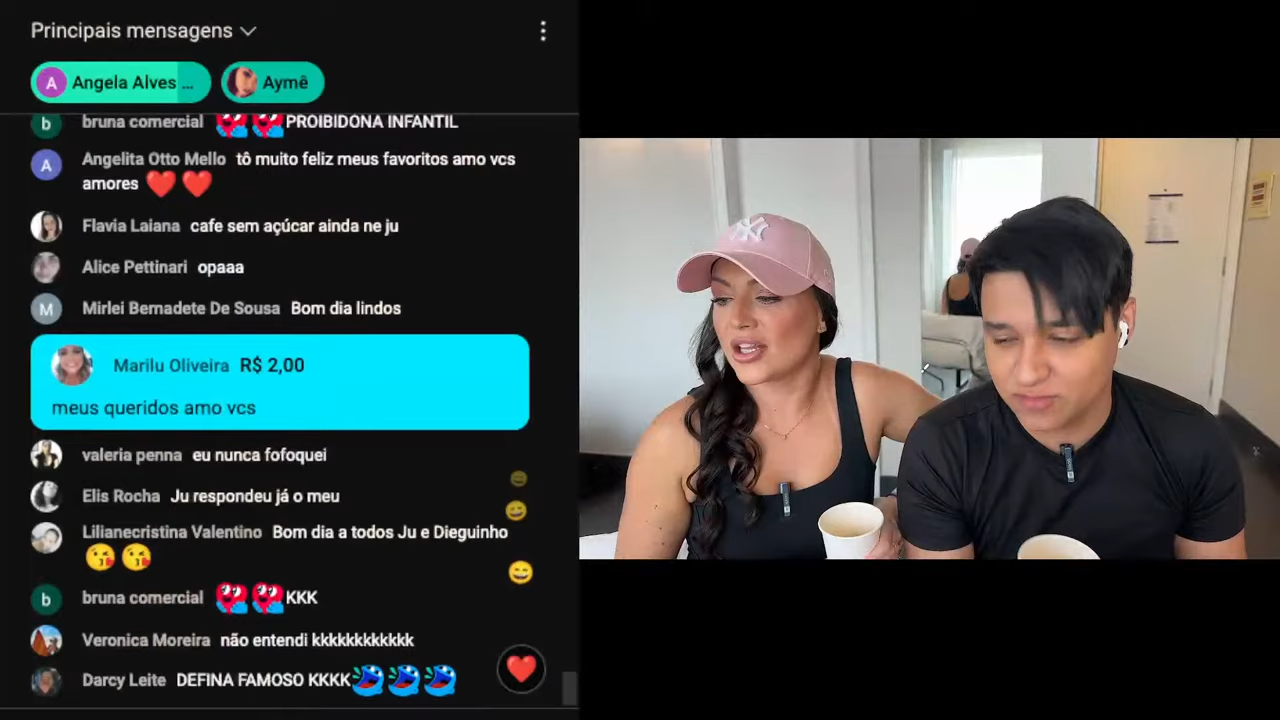 Principais mensagens
A Angela Alves ...
Aymê
b bruna comercial PROIBIDONA INFANTIL
A Angelita Otto Mello tô muito feliz meus favoritos amo vcs
amores
Flavia Laiana cafe sem açúcar ainda ne ju
Alice Pettinari opaaa
M Mirlei Bernadete De Sousa Bom dia lindos
Marilu Oliveira R$ 2,00
meus queridos amo vcs
valeria penna eu nunca fofoquei
Elis Rocha Ju respondeu já o meu
Lilianecristina Valentino Bom dia a todos Ju e Dieguinho
b bruna comercial KKK
Veronica Moreira não entendi kkkkkkkkkkkk
Darcy Leite DEFINA FAMOSO KKKK
NY